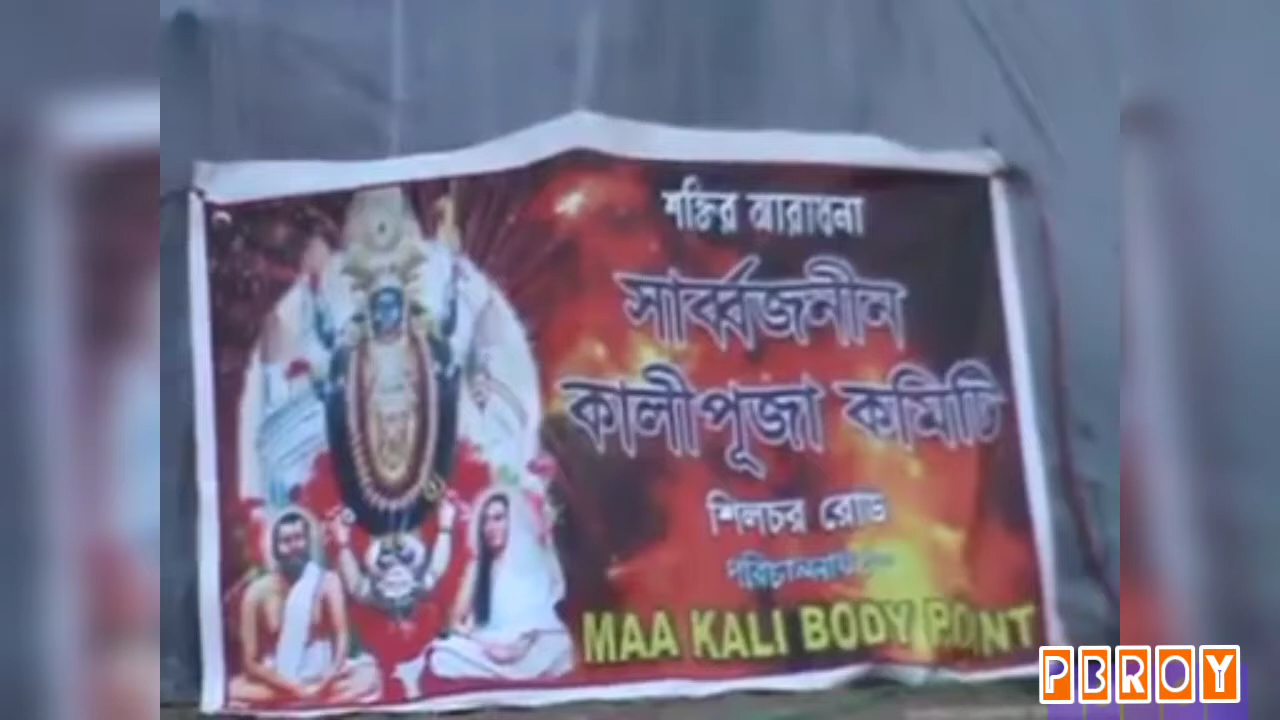 শক্তির আরাধনা
সার্ব্বজনীন
কালীপূজা কমিটি
শিলচর রোড
MAA KALI BODY POINT
PBROY